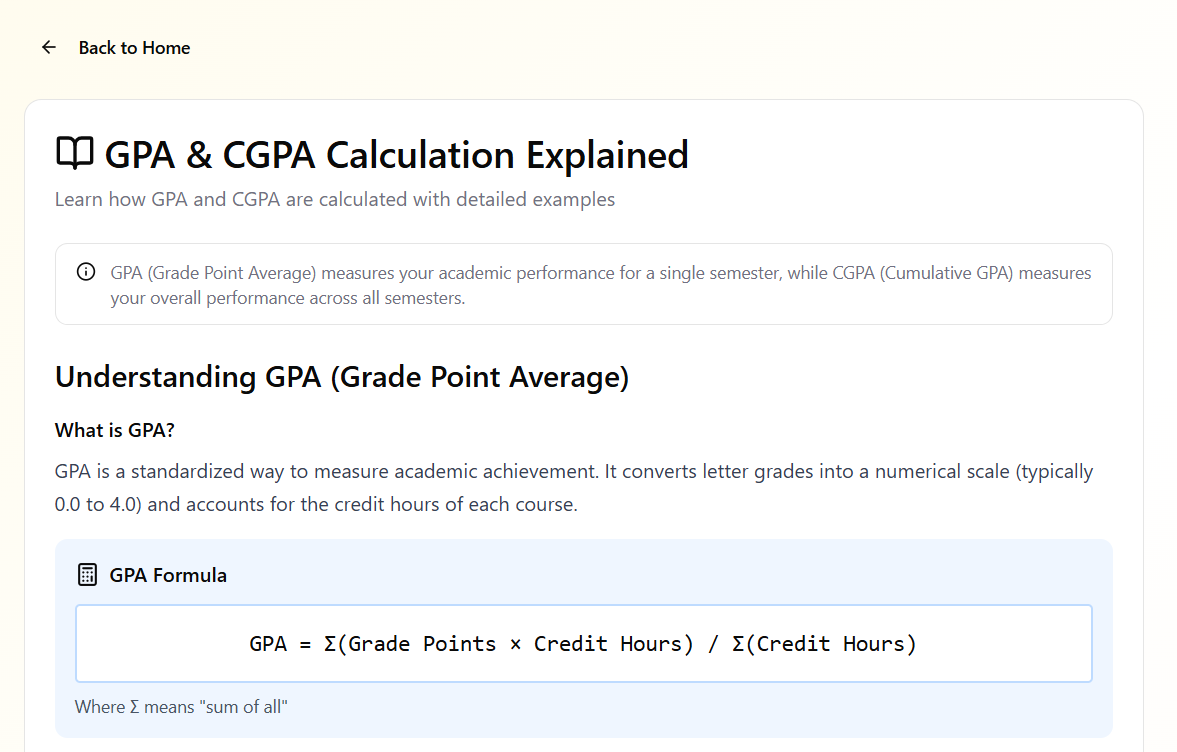 Back to Home
GPA & CGPA Calculation Explained
Learn how GPA and CGPA are calculated with detailed examples
GPA (Grade Point Average) measures your academic performance for a single semester, while CGPA (Cumulative GPA) measures
your overall performance across all semesters.
Understanding GPA (Grade Point Average)
What is GPA?
GPA is a standardized way to measure academic achievement. It converts letter grades into a numerical scale (typically
0.0 to 4.0) and accounts for the credit hours of each course.
GPA Formula
GPA = Σ(Grade Points × Credit Hours) / Σ(Credit Hours)
Where Σ means "sum of all"